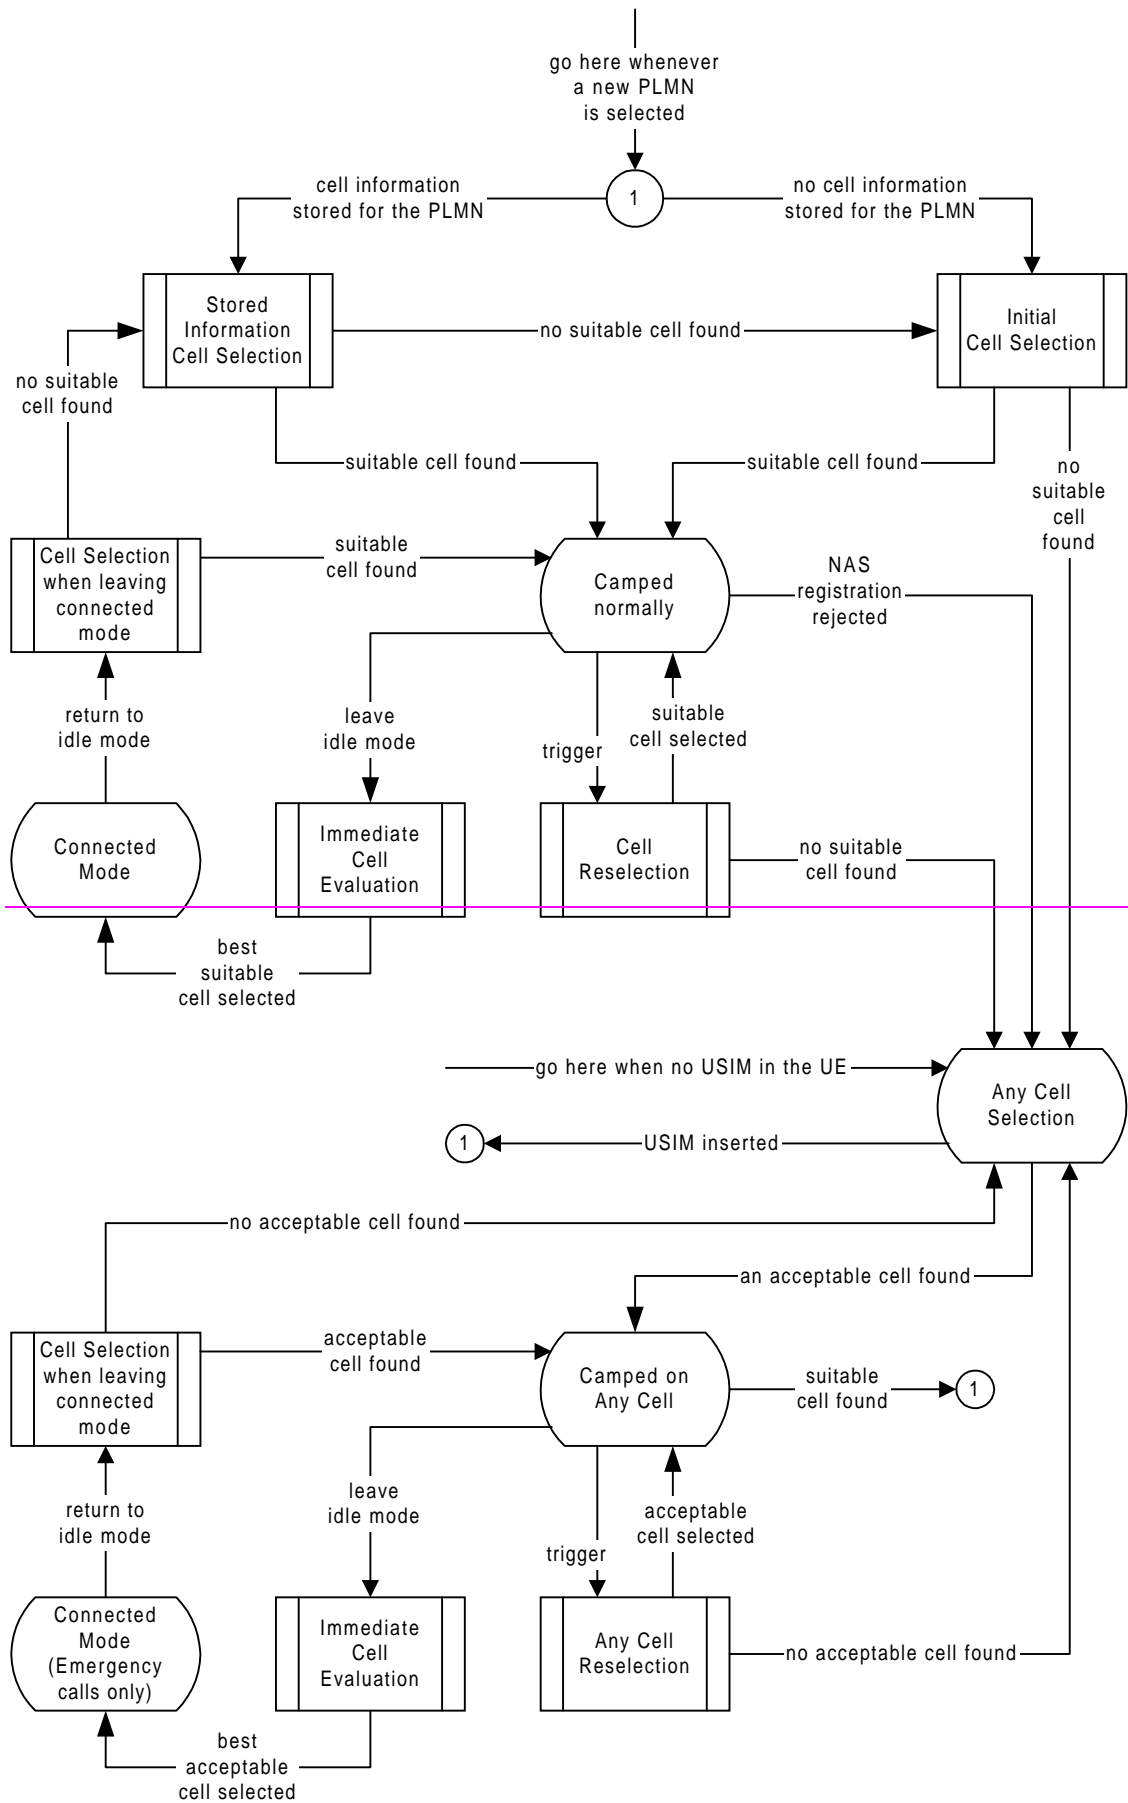 go here whenever
a new PLMN
is selected
1
cell information
stored for the PLMN
no cell information
stored for the PLMN
Stored
Information
Cell Selection
no suitable cell found
Initial
Cell Selection
no suitable
cell found
suitable cell found
suitable cell found
no
suitable
cell
found
Cell Selection
when leaving
connected
mode
suitable
cell found
Camped
normally
NAS
registration
rejected
return to
idle mode
leave
idle mode
trigger
suitable
cell selected
Connected
Mode
Immediate
Cell
Evaluation
Cell
Reselection
no suitable
cell found
best
suitable
cell selected
go here when no USIM in the UE
Any Cell
Selection
1
USIM inserted
no acceptable cell found
an acceptable cell found
Cell Selection
when leaving
connected
mode
acceptable
cell found
Camped on
Any Cell
suitable
cell found
1
return to
idle mode
leave
idle mode
trigger
acceptable
cell selected
Connected
Mode
(Emergency
calls only)
Immediate
Cell
Evaluation
Any Cell
Reselection
no acceptable cell found
best
acceptable
cell selected